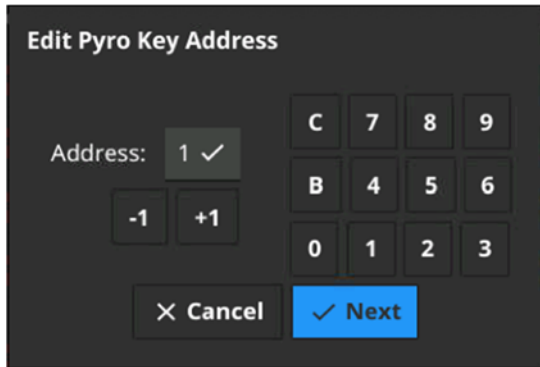 Edit Pyro Key Address
Address: 1
-1 +1
C 7 8 9
B 4 5 6
0 1 2 3
Cancel Next